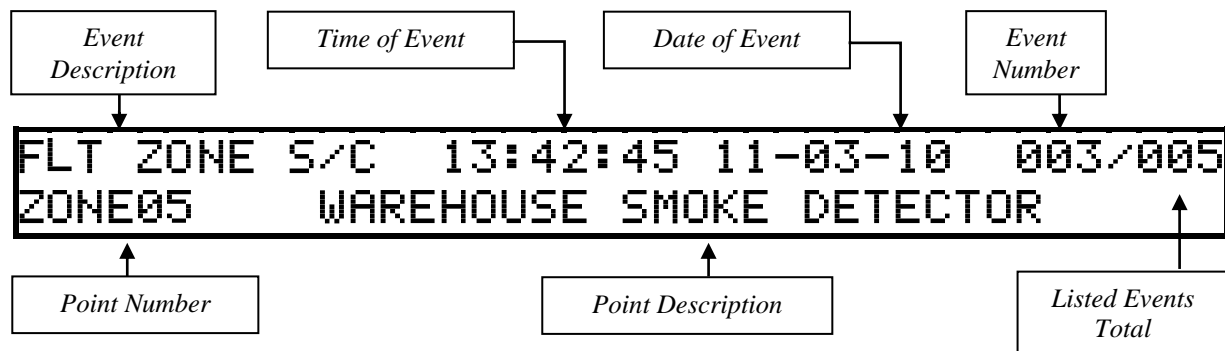 Event
Description
Time of Event
Date of Event
Event
Number
FLT ZONE S/C 13:42:45 11-03-10 003/005
ZONE05 WAREHOUSE SMOKE DETECTOR
Point Number
Point Description
Listed Events
Total